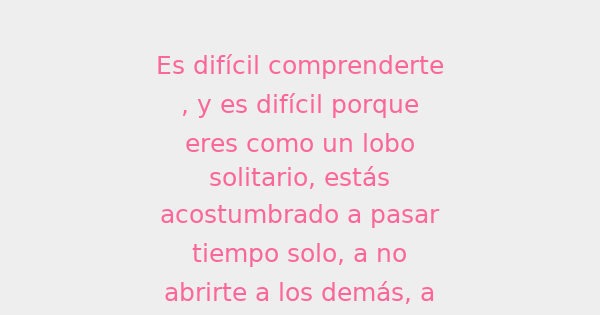 Es difícil comprenderte
, y es difícil porque
eres como un lobo
solitario, estás
acostumbrado a pasar
tiempo solo, a no
abrirte a los demás, a